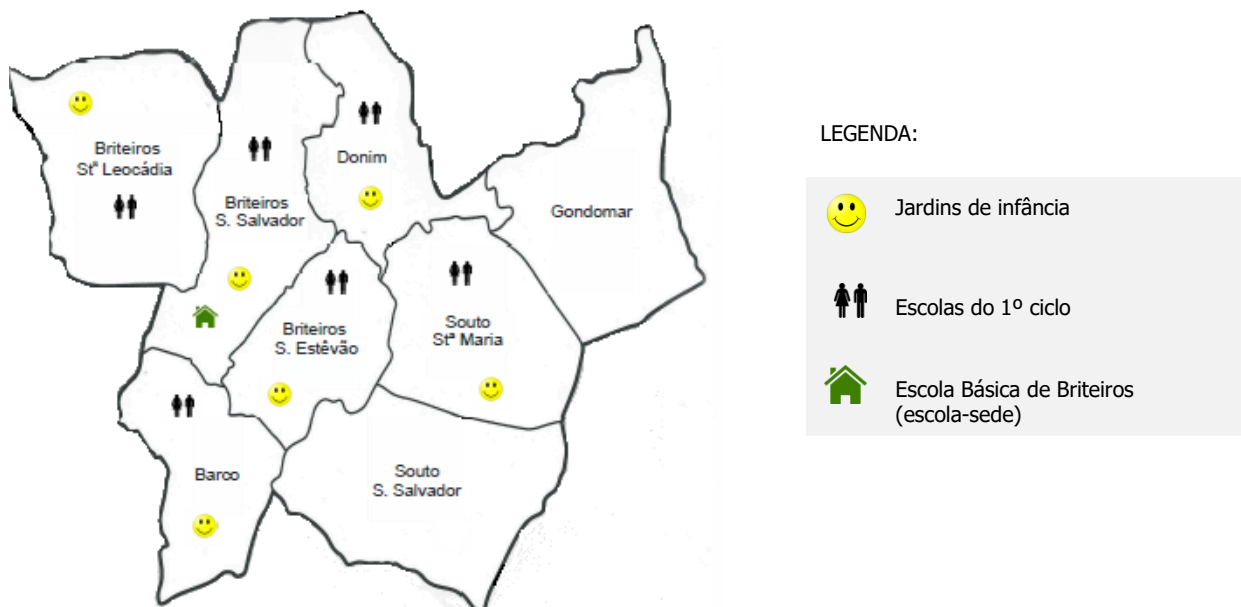 Briteiros
Stª Leocádia
Briteiros
S. Salvador
Donim
Gondomar
Briteiros
S. Estêvão
Souto
Stª Maria
Barco
Souto
S. Salvador
LEGENDA:
Jardins de infância
Escolas do 1º ciclo
Escola Básica de Briteiros
(escola-sede)